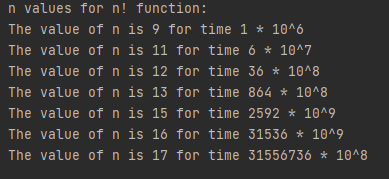 n values for n! function:
The value of n is 9 for time 1 * 10^6
The value of n is 11 for time 6 * 10^7
The value of n is 12 for time 36 * 10^8
The value of n is 13 for time 864 * 10^8
The value of n is 15 for time 2592 * 10^9
The value of n is 16 for time 31536 * 10^9
The value of n is 17 for time 31556736 * 10^8